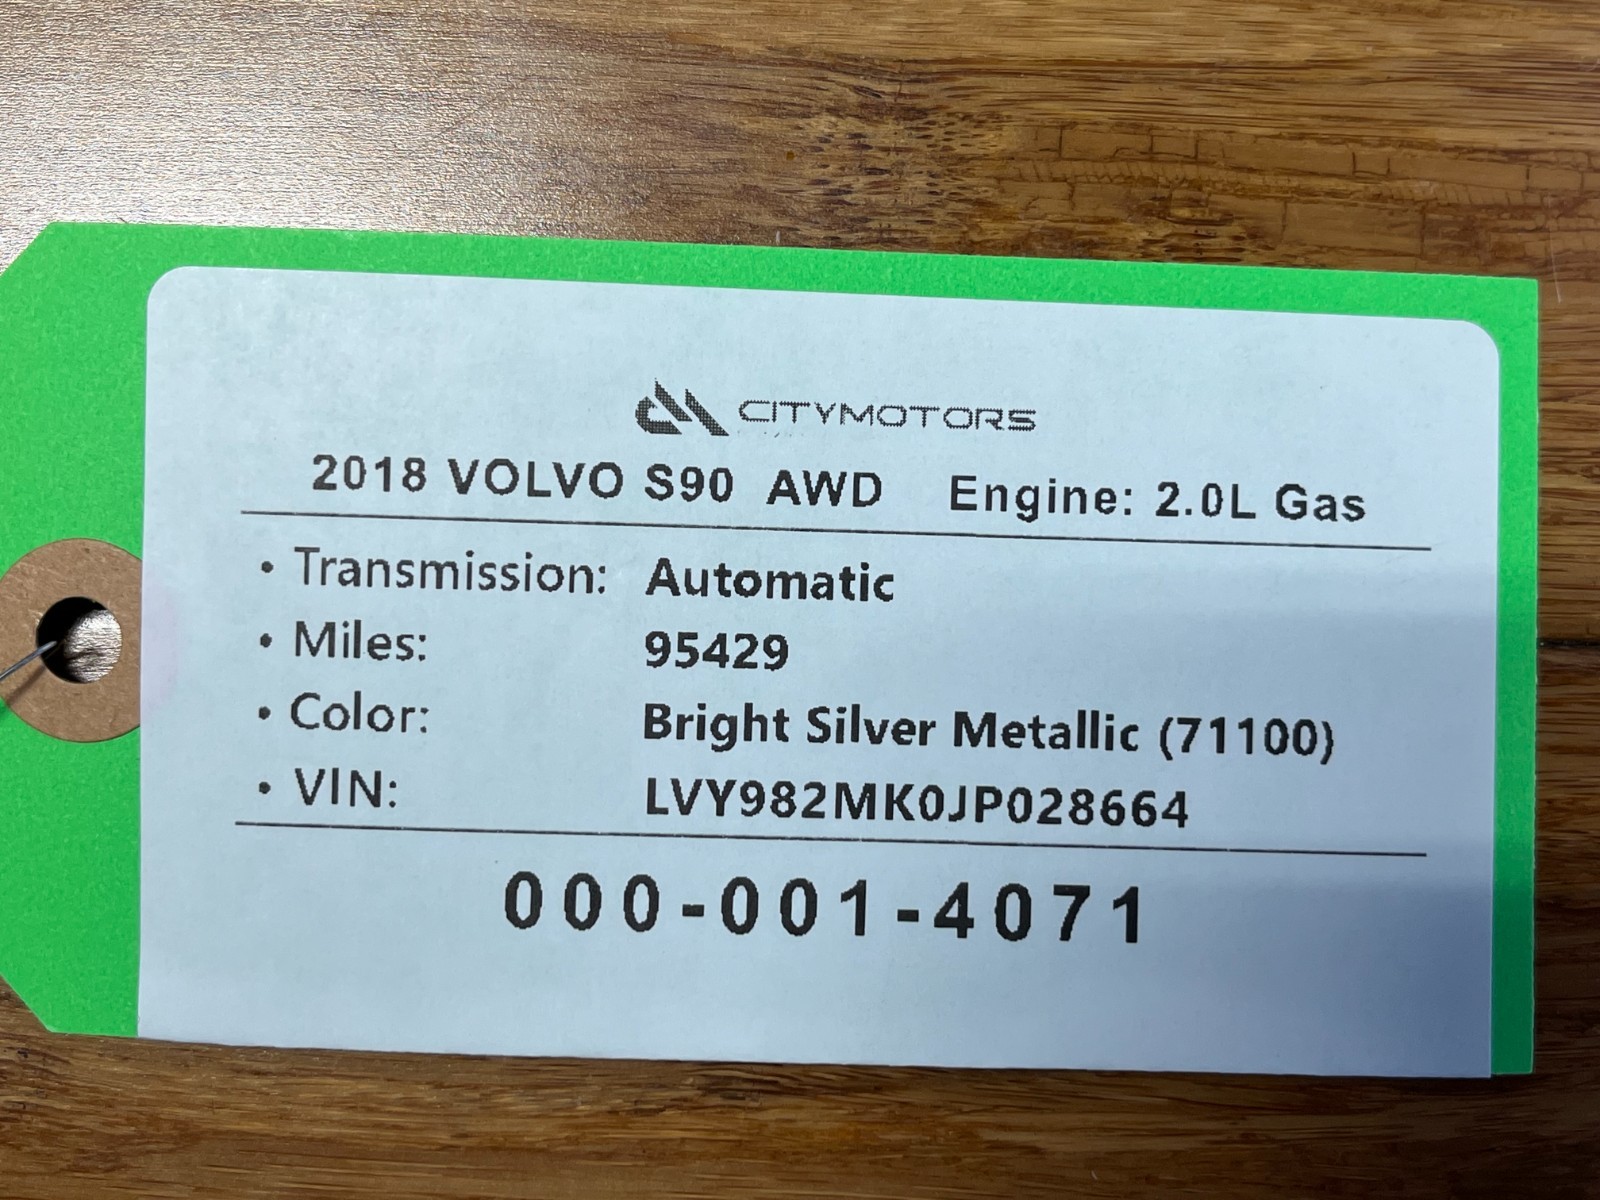 CITYMOTORS
2018 VOLVO S90 AWD Engine: 2.0L Gas
• Transmission: Automatic
• Miles: 95429
• Color: Bright Silver Metallic (71100)
• VIN: LVY982MK0JP028664
000-001-4071